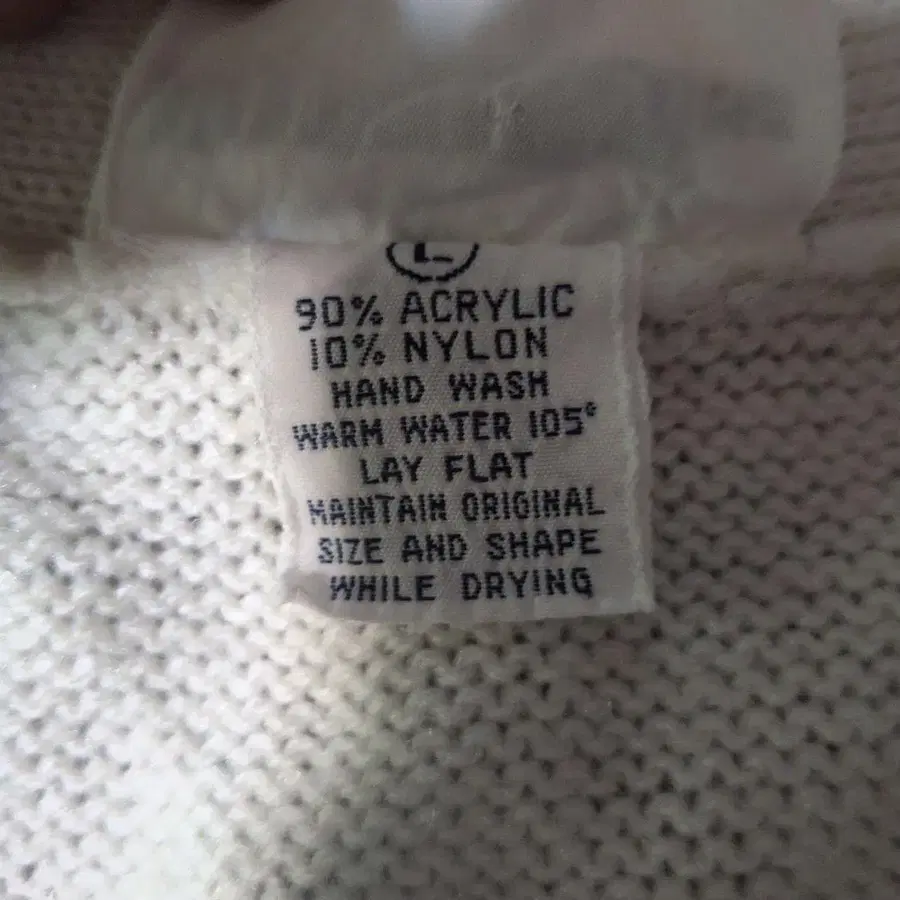 L
90% ACRYLIC
10% NYLON
HAND WASH
WARM WATER 105°
LAY FLAT
MAINTAIN ORIGINAL
SIZE AND SHAPE
WHILE DRYING